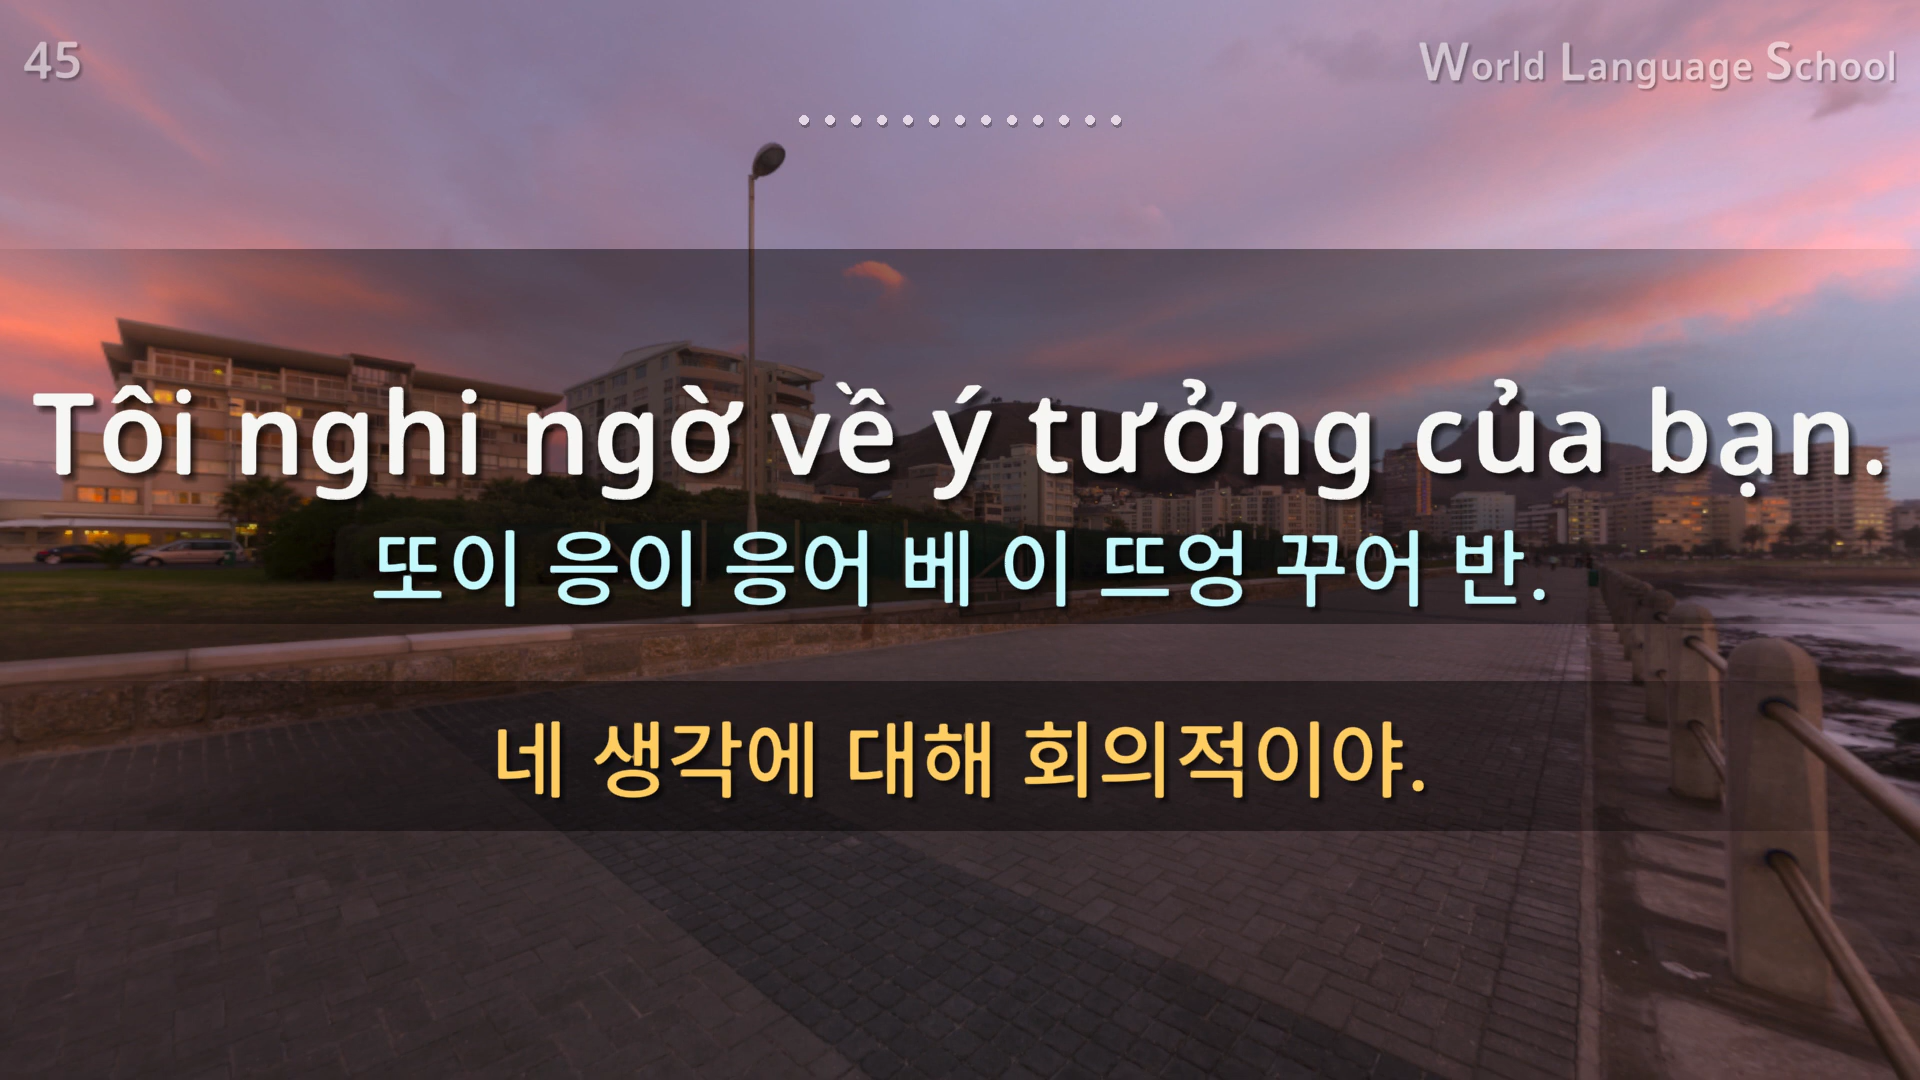 45
World Language School
Tôi nghi ngờ về ý tưởng của bạn.
또이 응이 응어 베 이 뜨엉 꾸어 반.
네 생각에 대해 회의적이야.